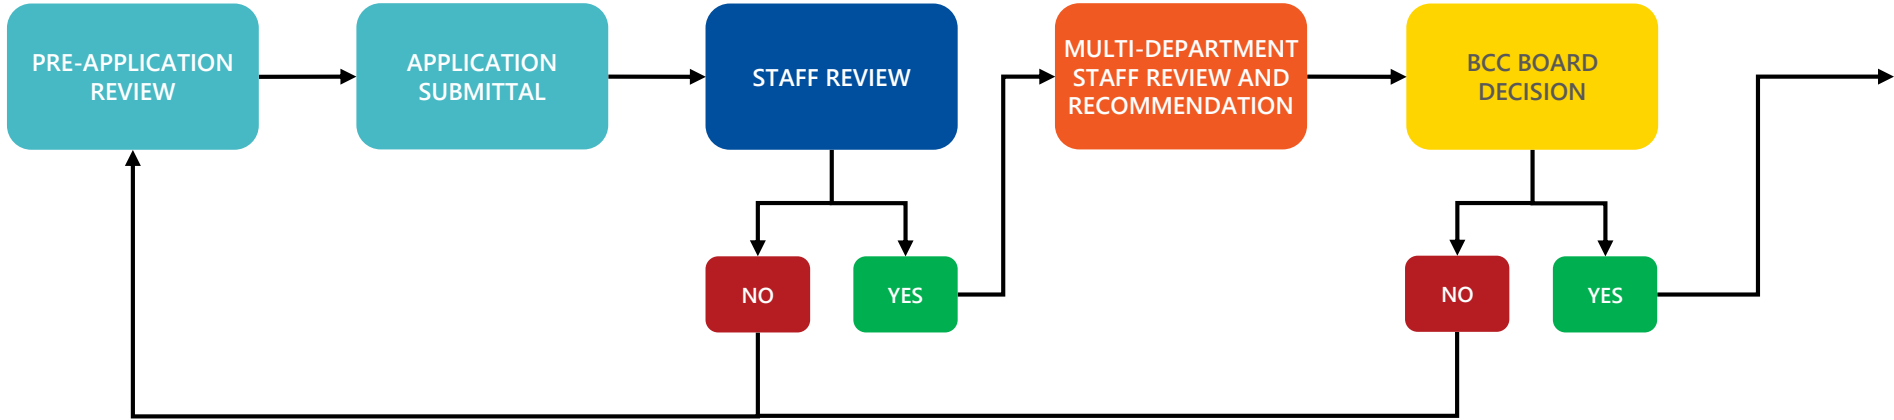 PRE-APPLICATION
REVIEW
APPLICATION
SUBMITTAL
STAFF REVIEW
MULTI-DEPARTMENT
STAFF REVIEW AND
RECOMMENDATION
BCC BOARD
DECISION
NO
YES
NO
YES